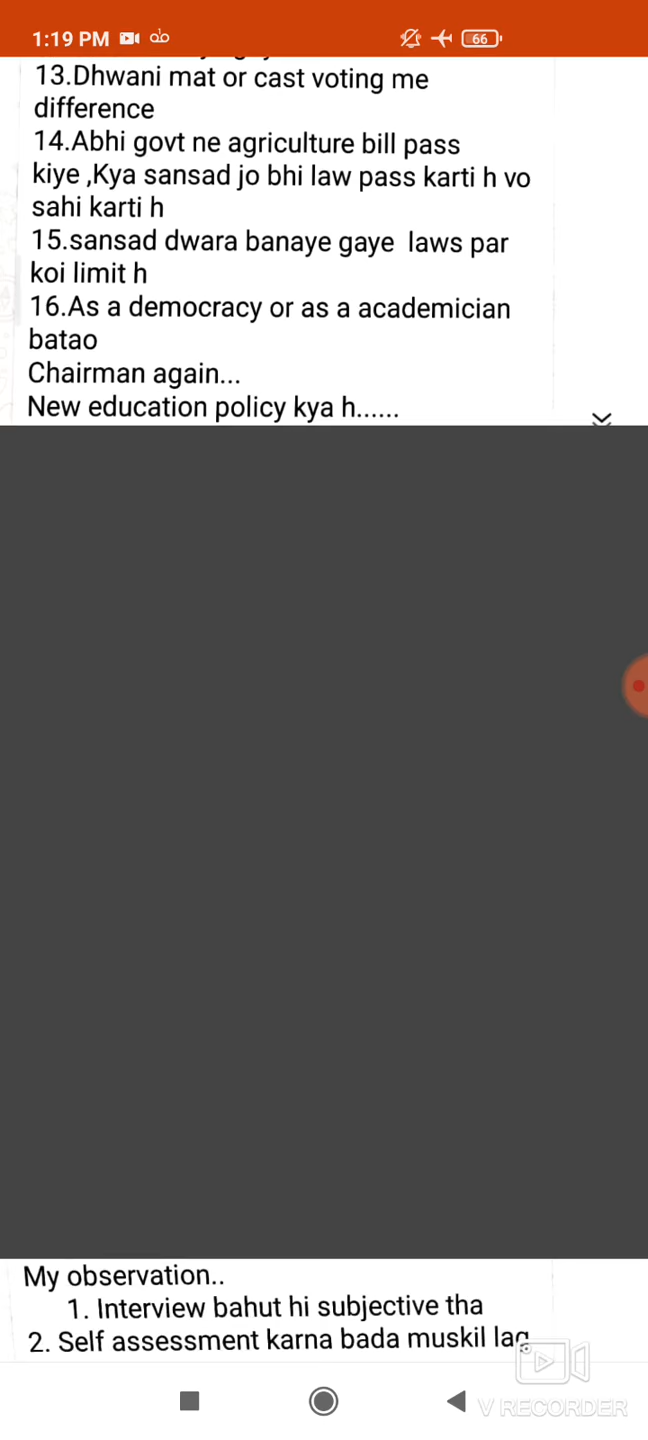 1:19 PM
66
13.Dhwani mat or cast voting me
difference
14.Abhi govt ne agriculture bill pass
kiye ,Kya sansad jo bhi law pass karti h vo
sahi karti h
15.sansad dwara banaye gaye laws par
koi limit h
16.As a democracy or as a academician
batao
Chairman again...
New education policy kya h......
My observation..
1. Interview bahut hi subjective tha
2. Self assessment karna bada muskil lag
V RECORDER